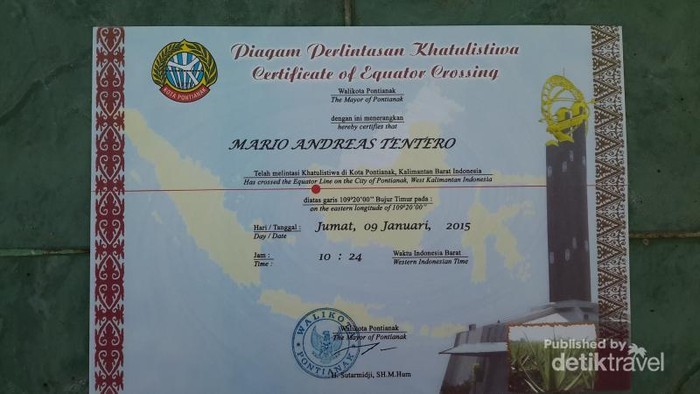 Piagam Perlintasan Khatulistiwa
Certificate of Equator Crossing
KOTA PONTIANAK
Walikota Pontianak
The Mayor of Pontianak
dengan ini menerangkan
hereby certifies that
MARIO ANDREAS TENTERO
Telah melintasi Khatulistiwa di Kota Pontianak, Kalimantan Barat Indonesia
Has crossed the Equator Line on the City of Pontianak, West Kalimantan Indonesia
diatas garis 109°20'00" Bujur Timur pada :
on the eastern longitude of 109°20'00"
Hari / Tanggal : Jumat, 09 Januari, 2015
Day / Date
Jam : 10 : 24 Waktu Indonesia Barat
Time : Western Indonesian Time
Walikota Pontianak
The Mayor of Pontianak
WALIKOTA
PONTIANAK
H. Sutarmidji, SH.M.Hum
Published by
detiktravel